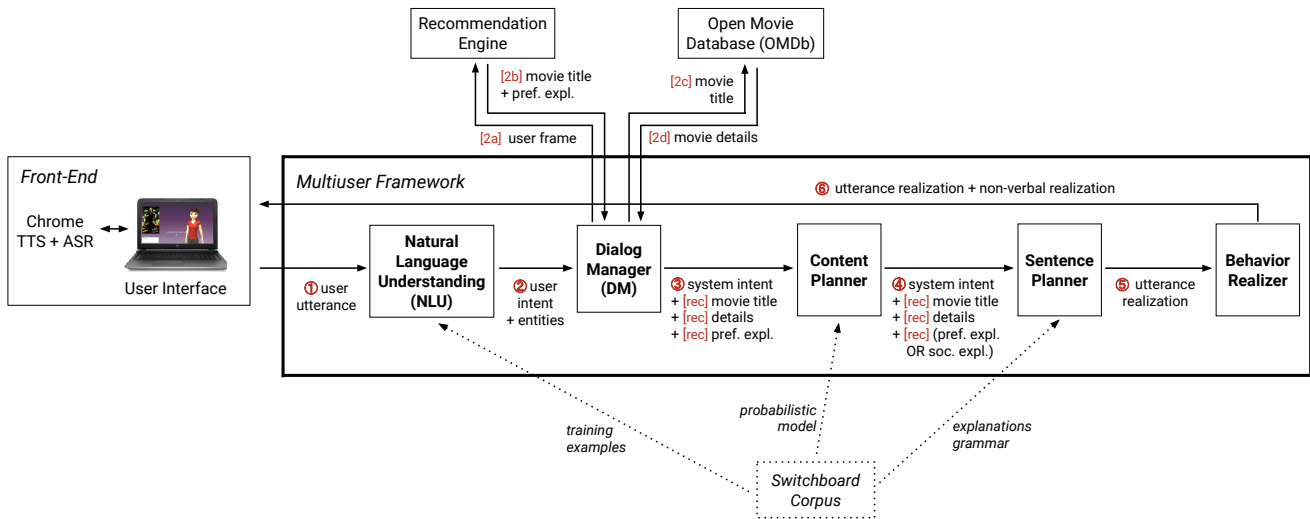 Recommendation
Engine
Open Movie
Database (OMDb)
[2b] movie title
+ pref. expl.
[2c] movie
title
[2a] user frame
[2d] movie details
Front-End
Chrome
TTS + ASR
User Interface
Multiuser Framework
⑥ utterance realization + non-verbal realization
① user
utterance
Natural
Language
Understanding
(NLU)
② user
intent
+ entities
Dialog
Manager
(DM)
③ system intent
+ [rec] movie title
+ [rec] details
+ [rec] pref. expl.
Content
Planner
④ system intent
+ [rec] movie title
+ [rec] details
+ [rec] (pref. expl.
OR soc. expl.)
Sentence
Planner
⑤ utterance
realization
Behavior
Realizer
training
examples
probabilistic
model
explanations
grammar
Switchboard
Corpus